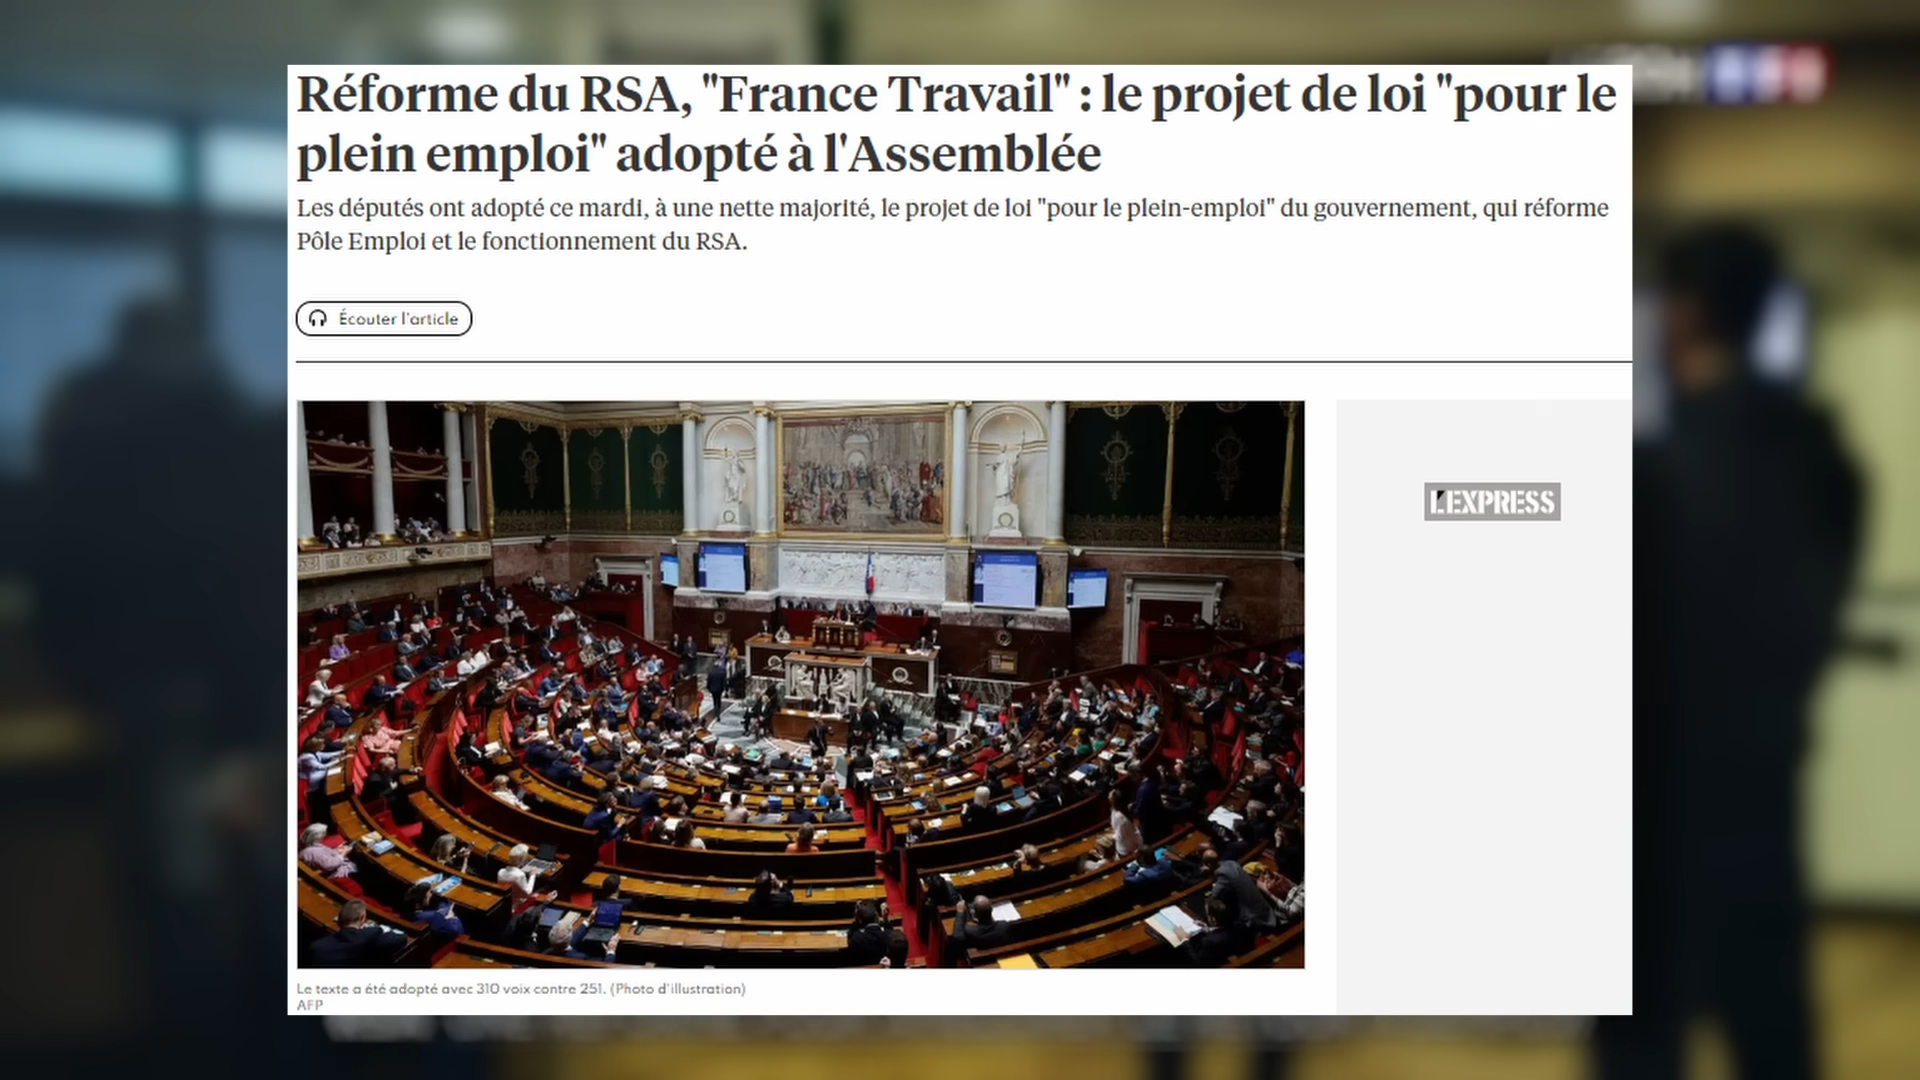 Réforme du RSA, "France Travail" : le projet de loi "pour le
plein emploi" adopté à l'Assemblée
Les députés ont adopté ce mardi, à une nette majorité, le projet de loi "pour le plein-emploi" du gouvernement, qui réforme
Pôle Emploi et le fonctionnement du RSA.
Écouter l'article
L'EXPRESS
Le texte a été adopté avec 310 voix contre 251. (Photo d'illustration)
AFP